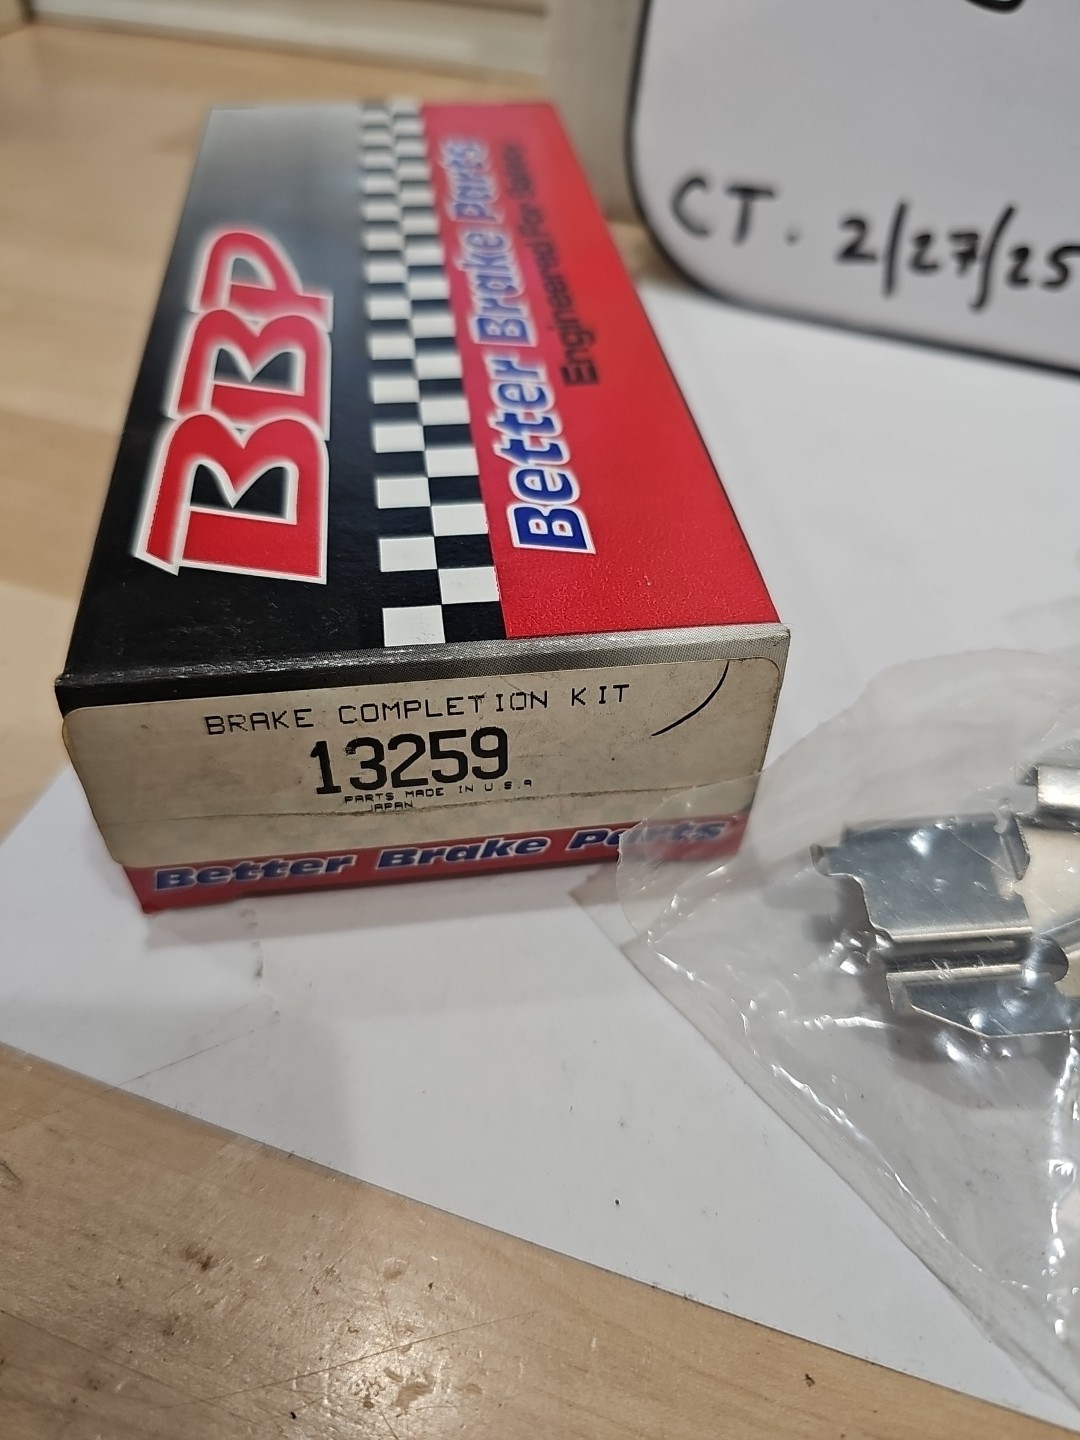 CT. 2/27/25
BBP
Better Brake Parts
Engineered For Safety
BRAKE COMPLETION KIT
13259
PARTS MADE IN U.S.A
JAPAN
Better Brake Parts